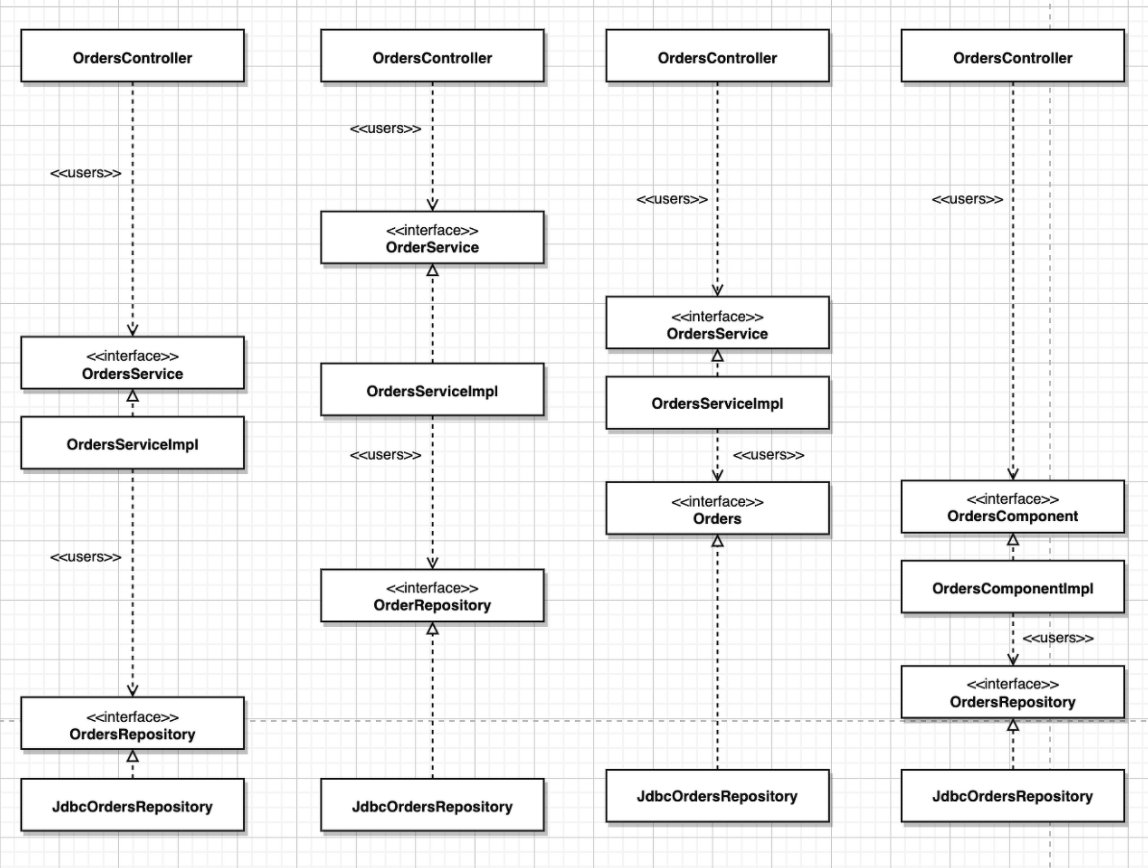 OrdersController
<<users>>
<<interface>>
OrdersService
OrdersServiceImpl
<<users>>
<<interface>>
OrdersRepository
JdbcOrdersRepository
OrdersController
<<users>>
<<interface>>
OrderService
OrdersServiceImpl
<<users>>
<<interface>>
OrderRepository
JdbcOrdersRepository
OrdersController
<<users>>
<<interface>>
OrdersService
OrdersServiceImpl
<<users>>
<<interface>>
Orders
JdbcOrdersRepository
OrdersController
<<users>>
<<interface>>
OrdersComponent
OrdersComponentImpl
<<users>>
<<interface>>
OrdersRepository
JdbcOrdersRepository